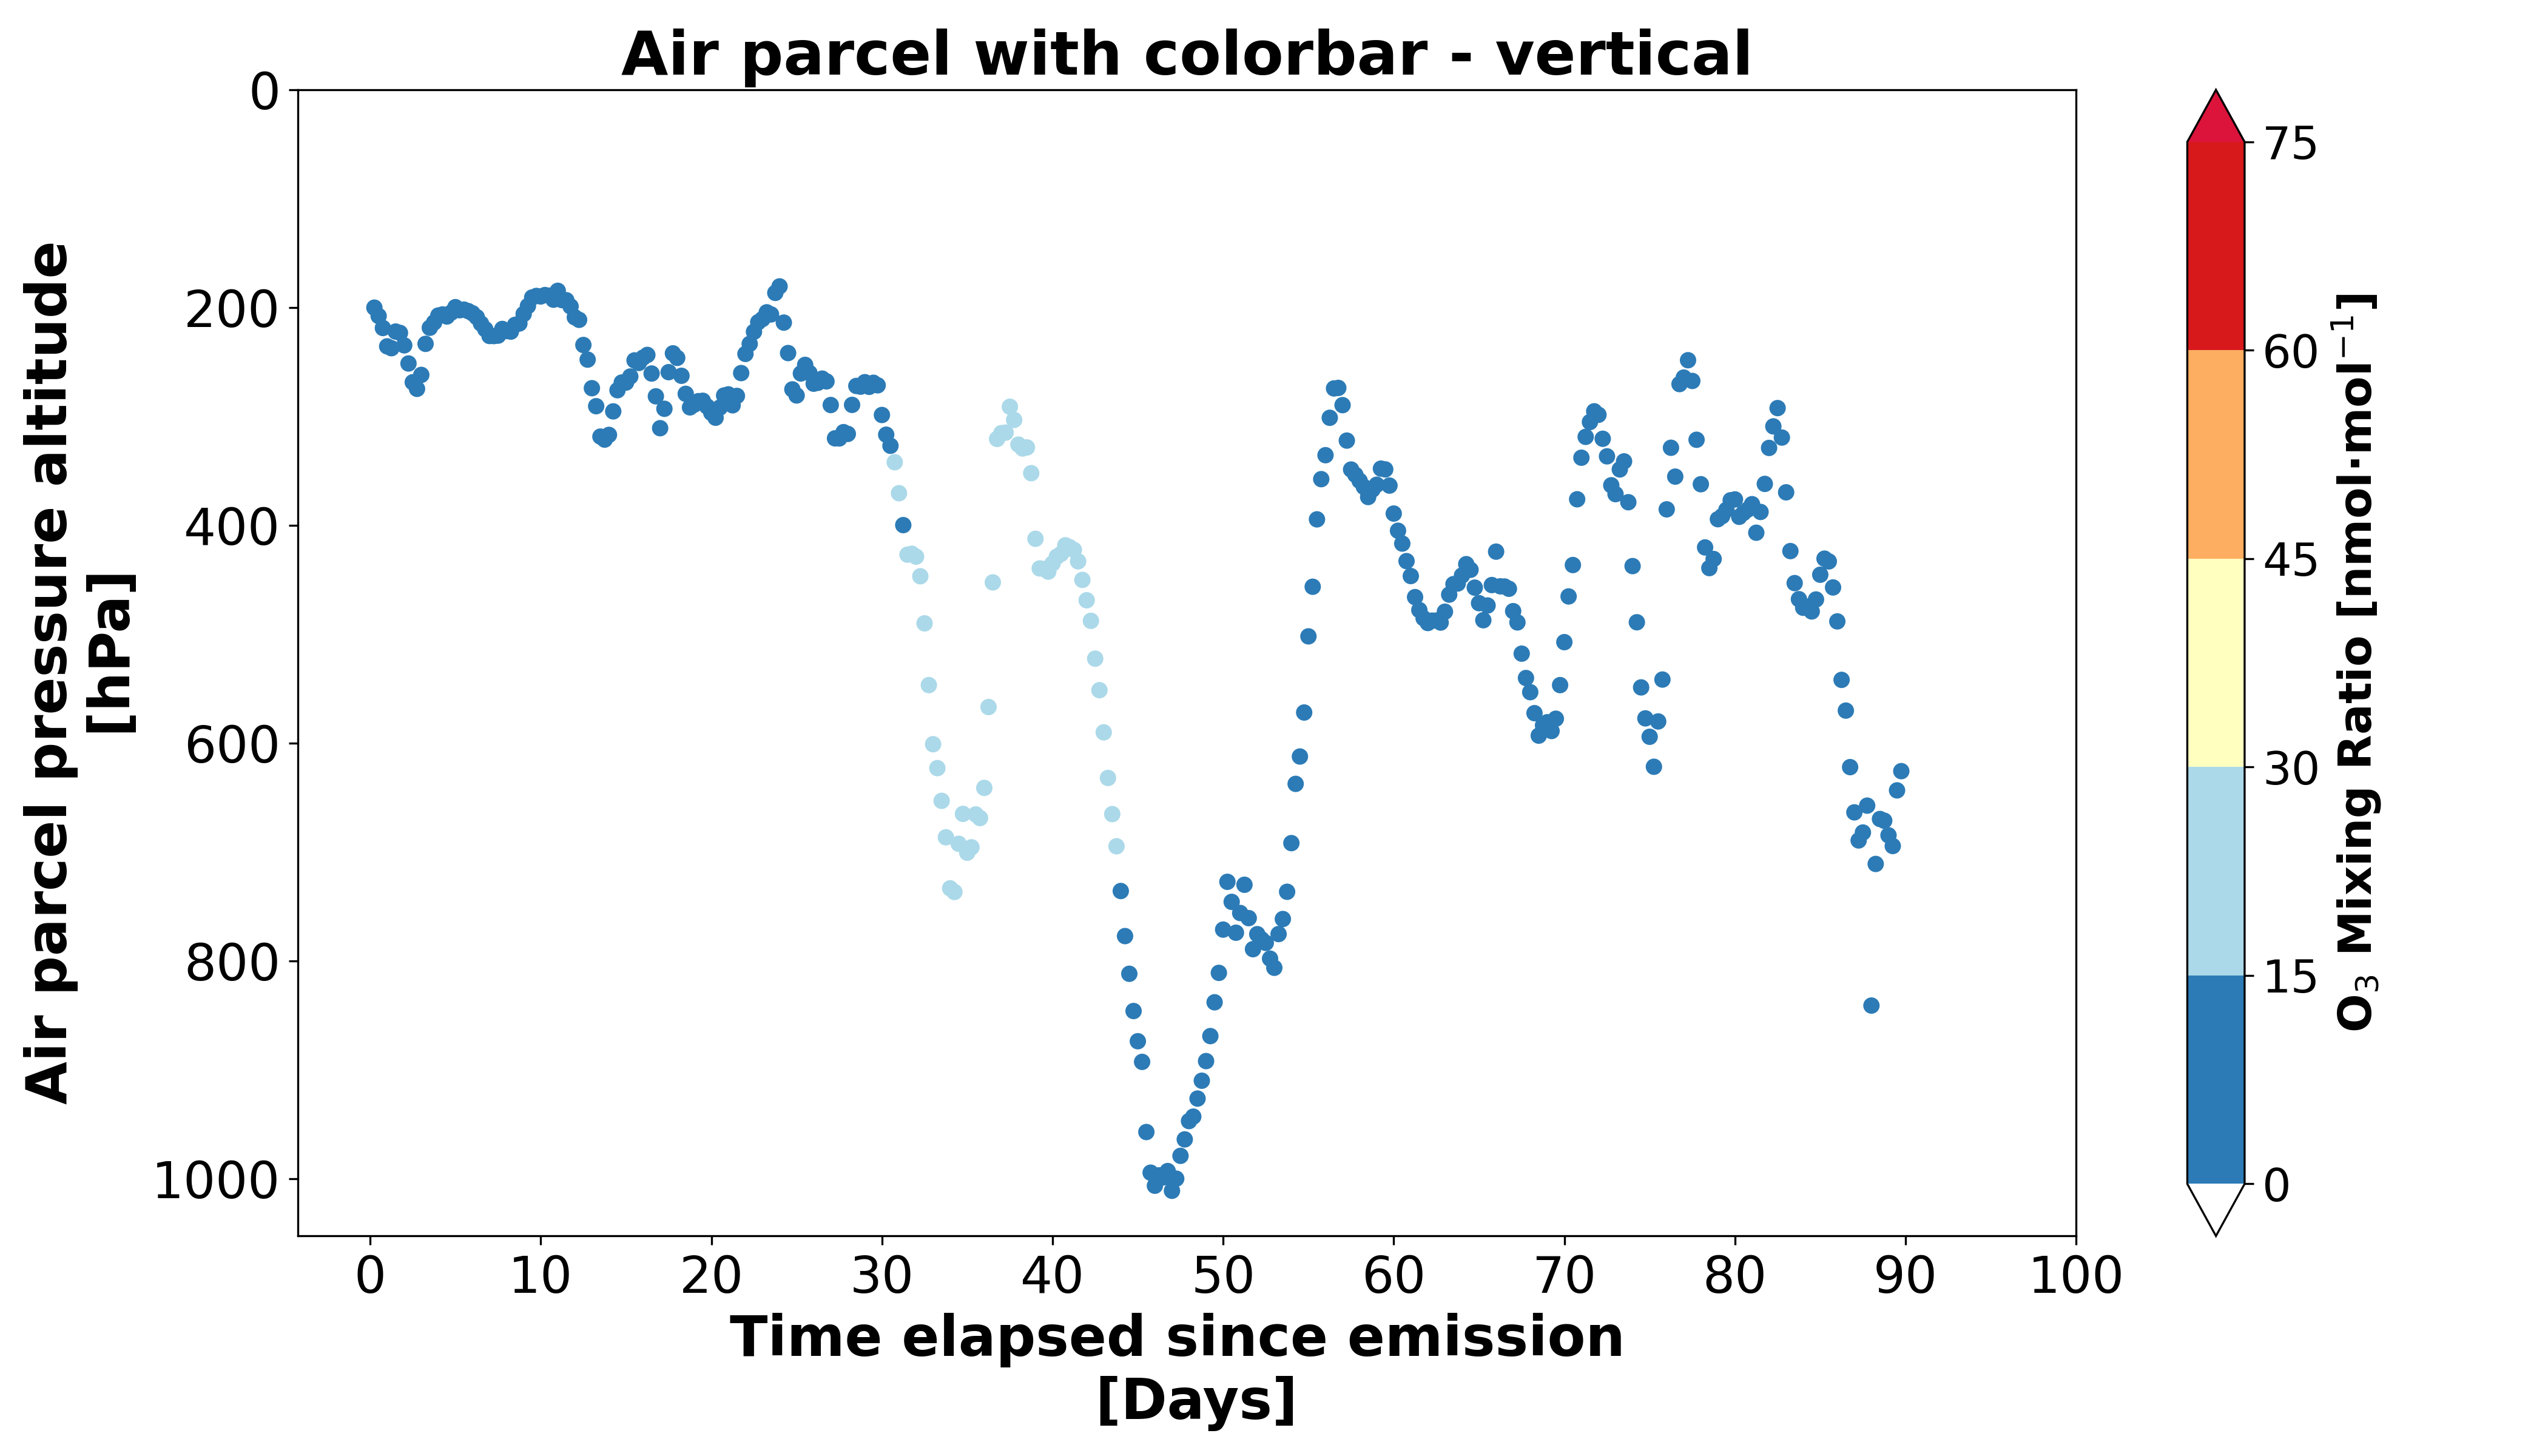 Air parcel with colorbar - vertical
Air parcel pressure altitude
[hPa]
0
200
400
600
800
1000
0 10 20 30 40 50 60 70 80 90 100
Time elapsed since emission
[Days]
75
60
45
30
15
0
O₃ Mixing Ratio [nmol·mol⁻¹]